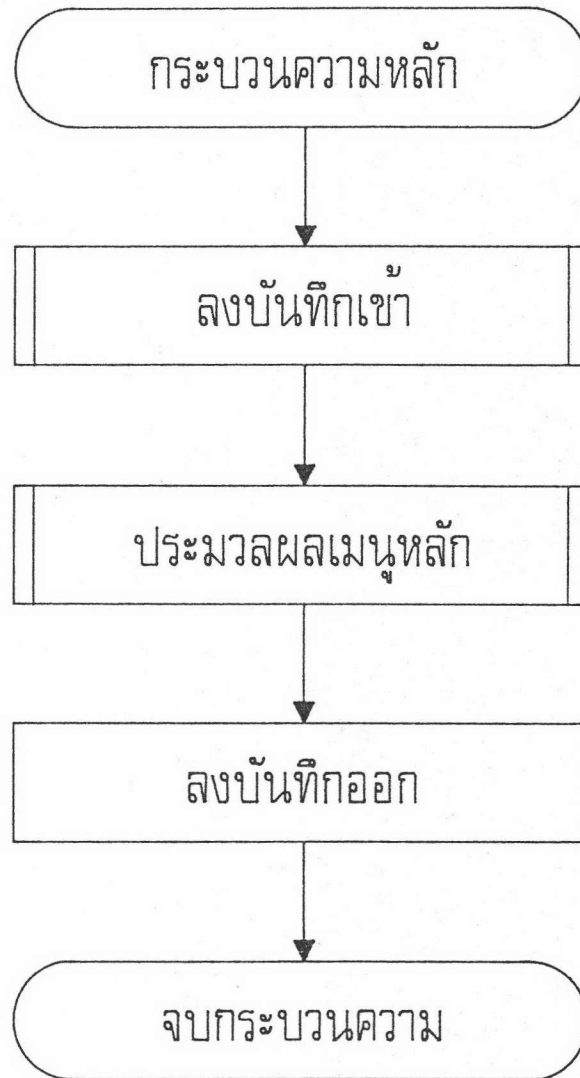 กระบวนความหลัก
ลงบันทึกเข้า
ประมวลผลเมนูหลัก
ลงบันทึกออก
จบกระบวนความ